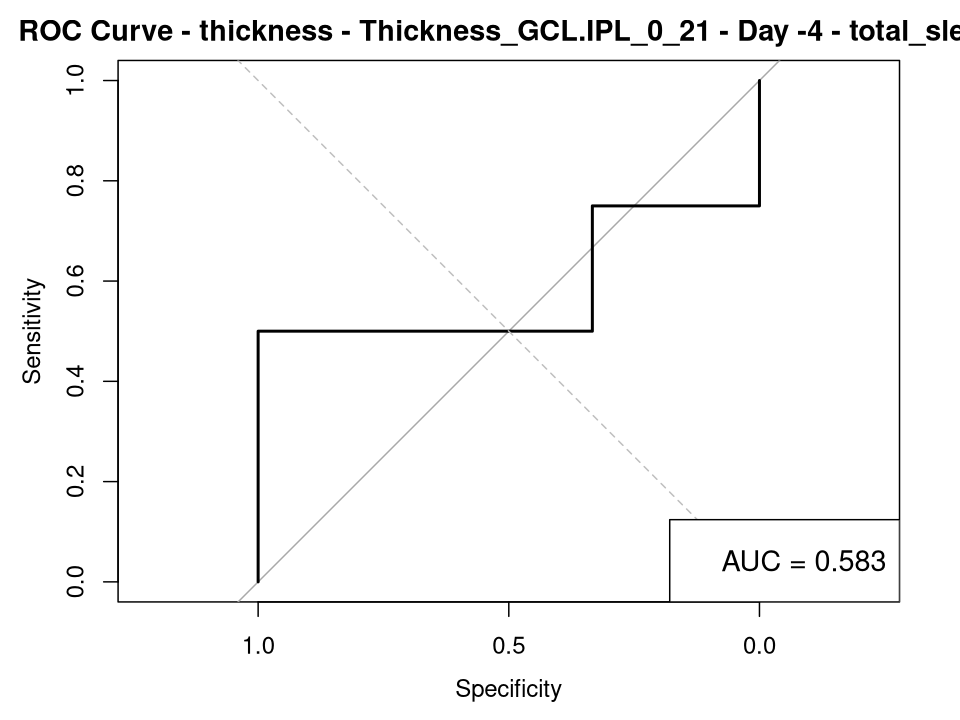 ROC Curve - thickness - Thickness_GCL.IPL_0_21 - Day -4 - total_sle
1.0
0.8
0.6
0.4
0.2
0.0
Sensitivity
AUC = 0.583
1.0 0.5 0.0
Specificity